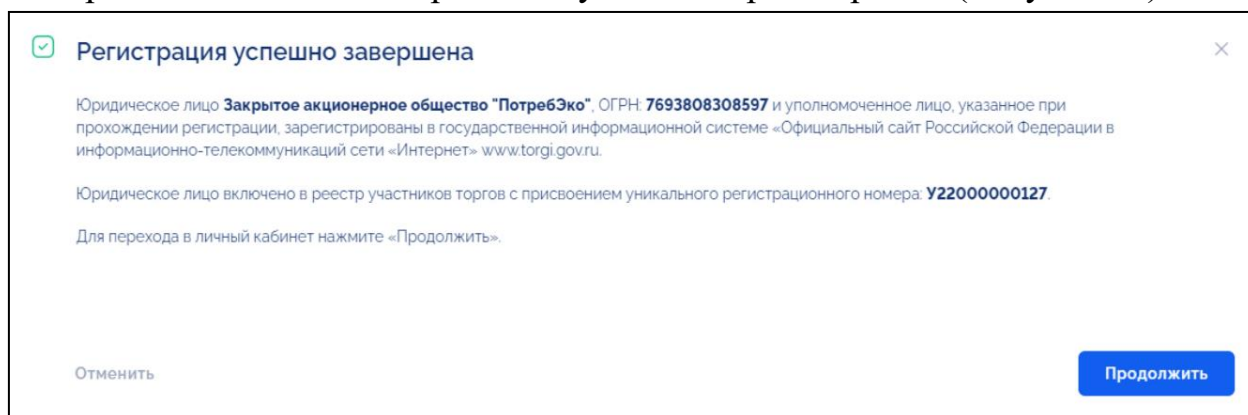 Регистрация успешно завершена
Юридическое лицо Закрытое акционерное общество "ПотребЭко", ОГРН: 7693808308597 и уполномоченное лицо, указанное при
прохождении регистрации, зарегистрированы в государственной информационной системе «Официальный сайт Российской Федерации в
информационно-телекоммуникаций сети «Интернет» www.torgi.gov.ru.
Юридическое лицо включено в реестр участников торгов с присвоением уникального регистрационного номера: У22000000127.
Для перехода в личный кабинет нажмите «Продолжить».
Отменить
Продолжить